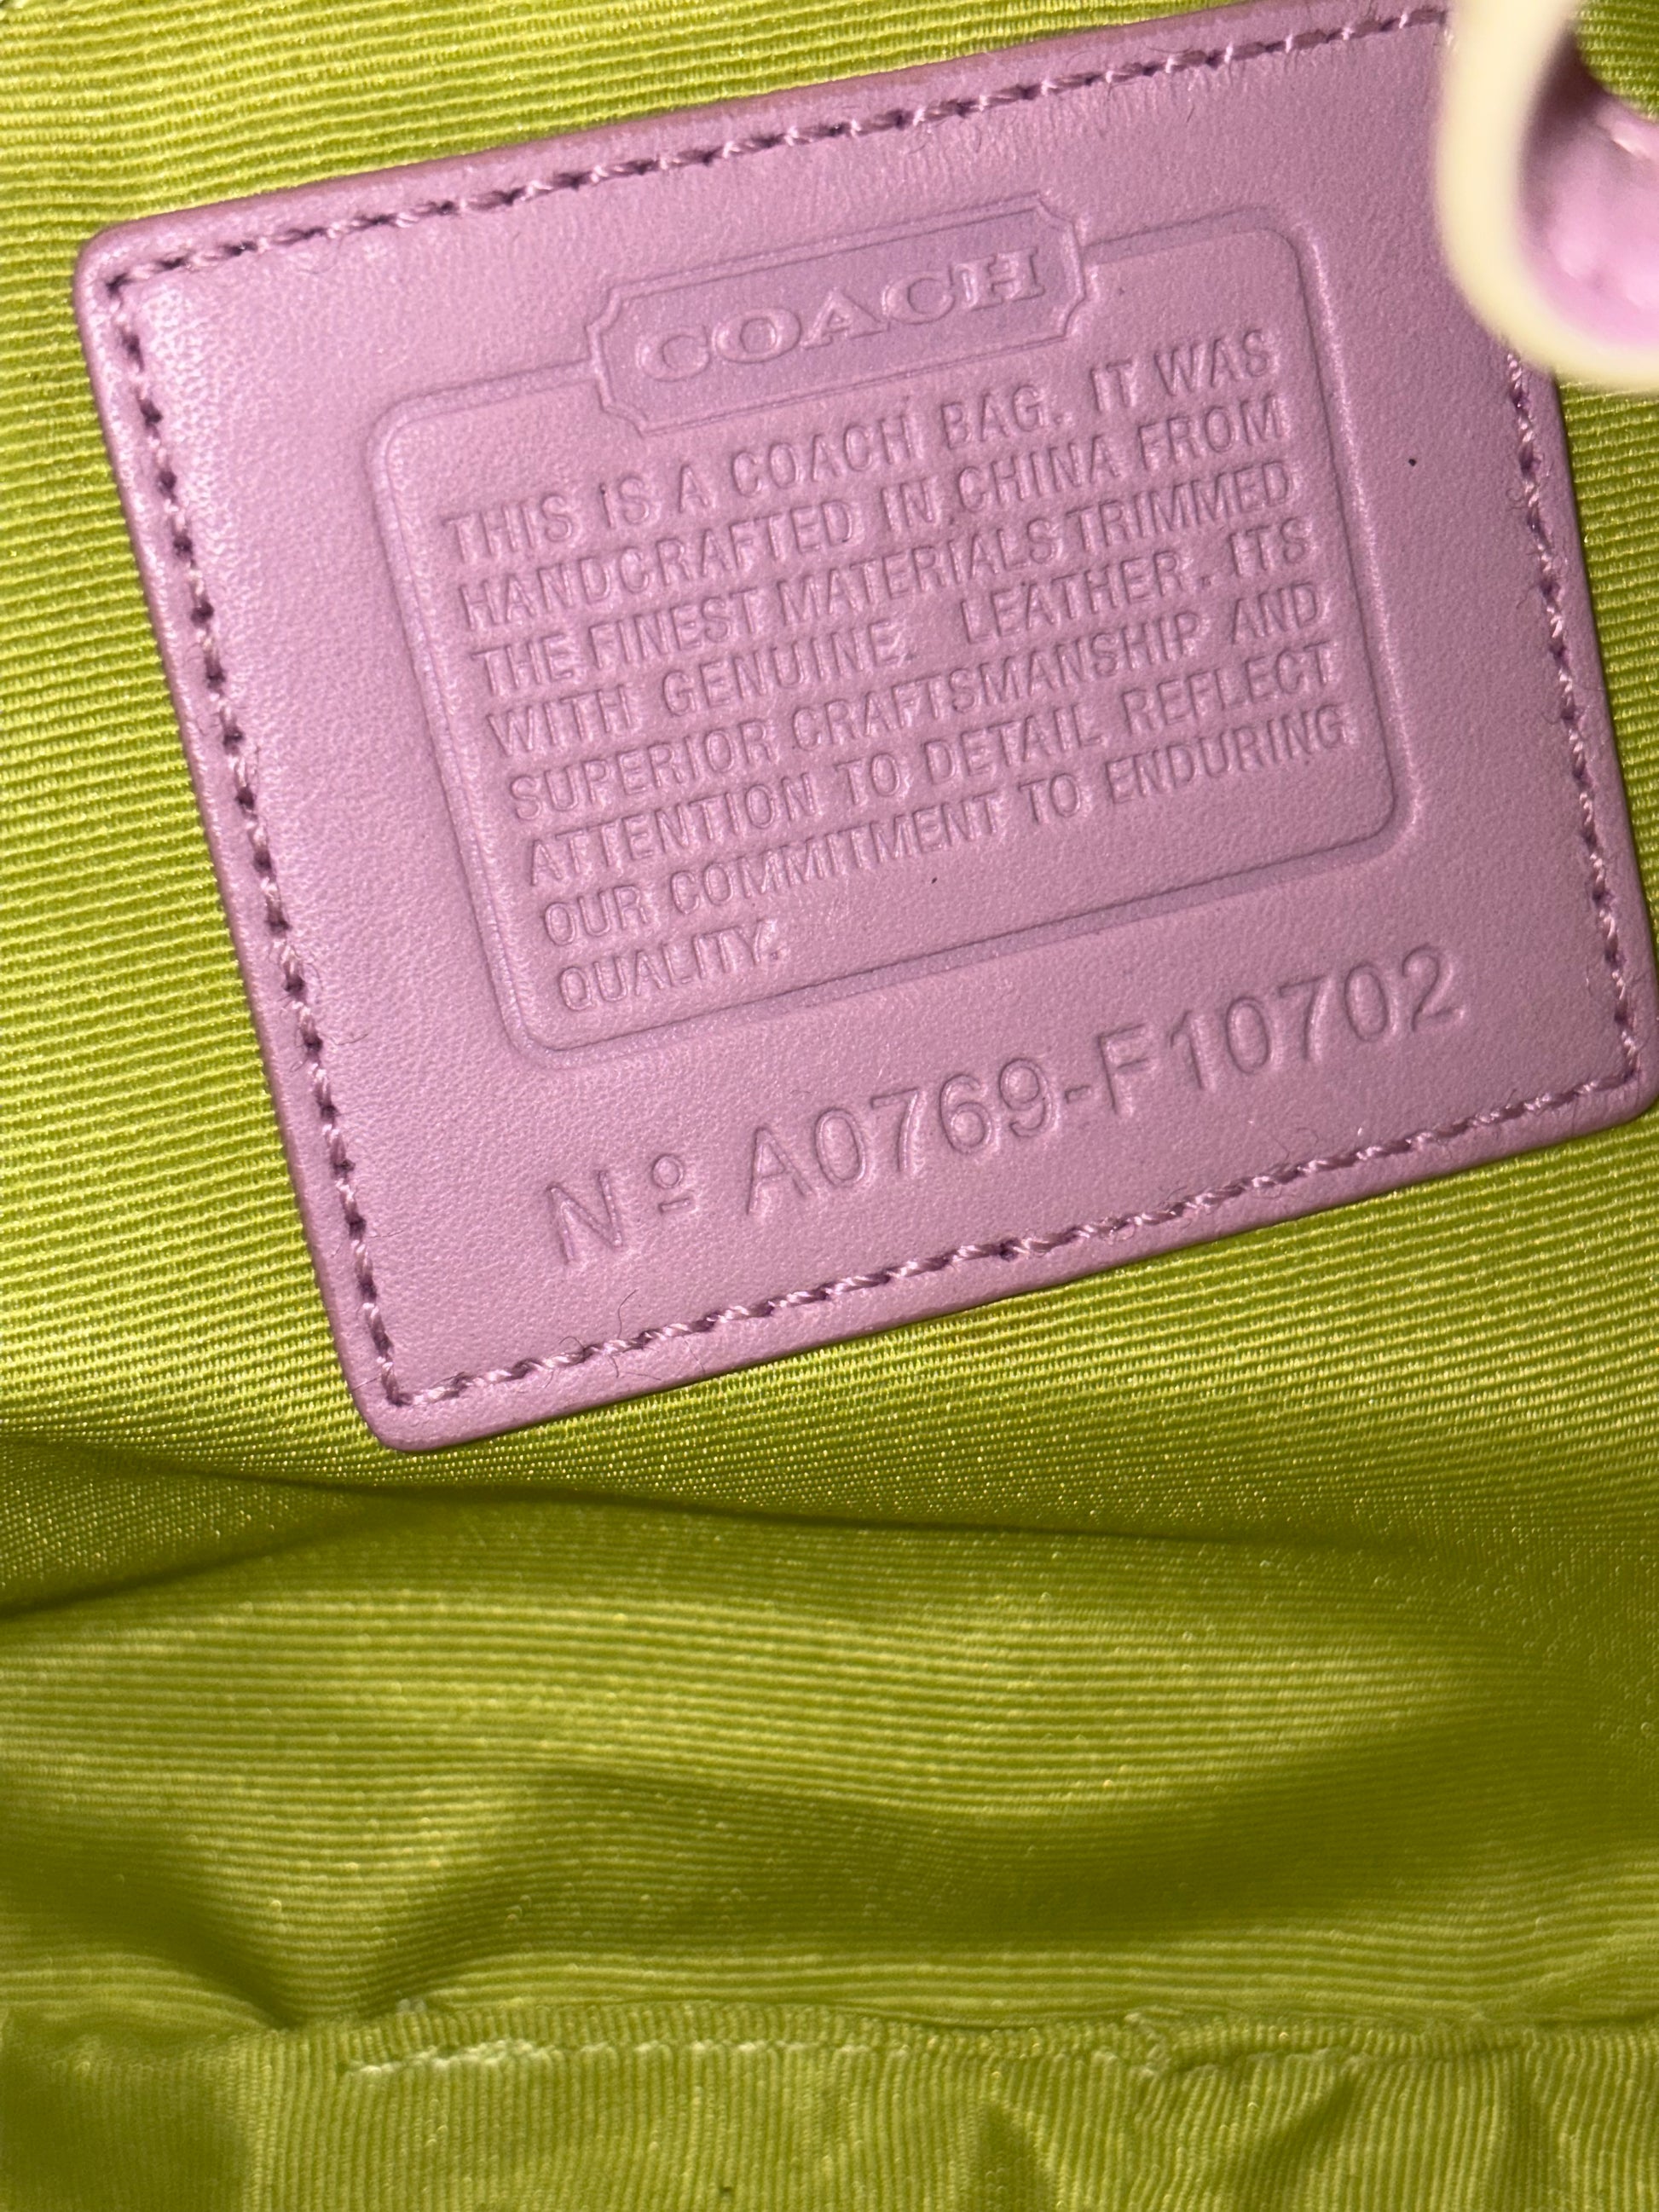 COACH
THIS IS A COACH BAG. IT WAS
HANDCRAFTED IN CHINA FROM
THE FINEST MATERIALS TRIMMED
WITH GENUINE. LEATHER. ITS
SUPERIOR CRAFTSMANSHIP AND
ATTENTION TO DETAIL REFLECT
OUR COMMITMENT TO ENDURING
QUALITY.
Nº A0769-F10702